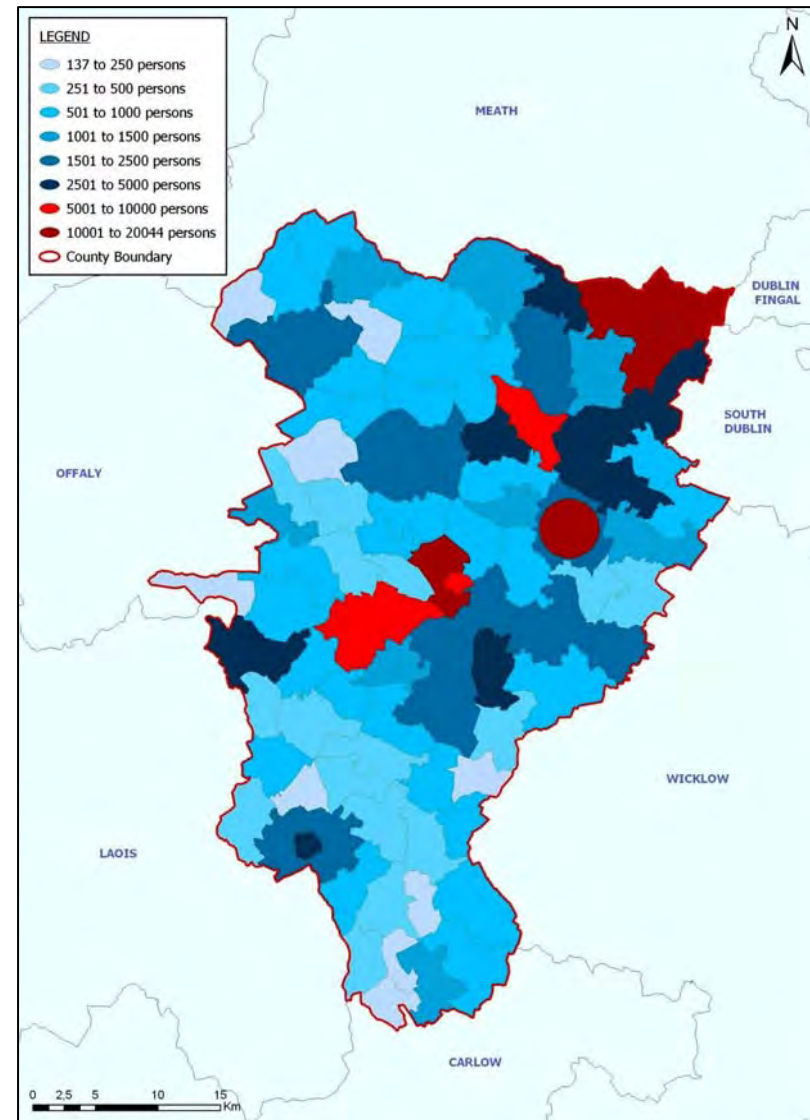 LEGEND
137 to 250 persons
251 to 500 persons
501 to 1000 persons
1001 to 1500 persons
1501 to 2500 persons
2501 to 5000 persons
5001 to 10000 persons
10001 to 20044 persons
County Boundary
N
MEATH
DUBLIN
FINGAL
SOUTH
DUBLIN
OFFALY
WICKLOW
LAOIS
CARLOW
0 2,5 5 10 15
Km